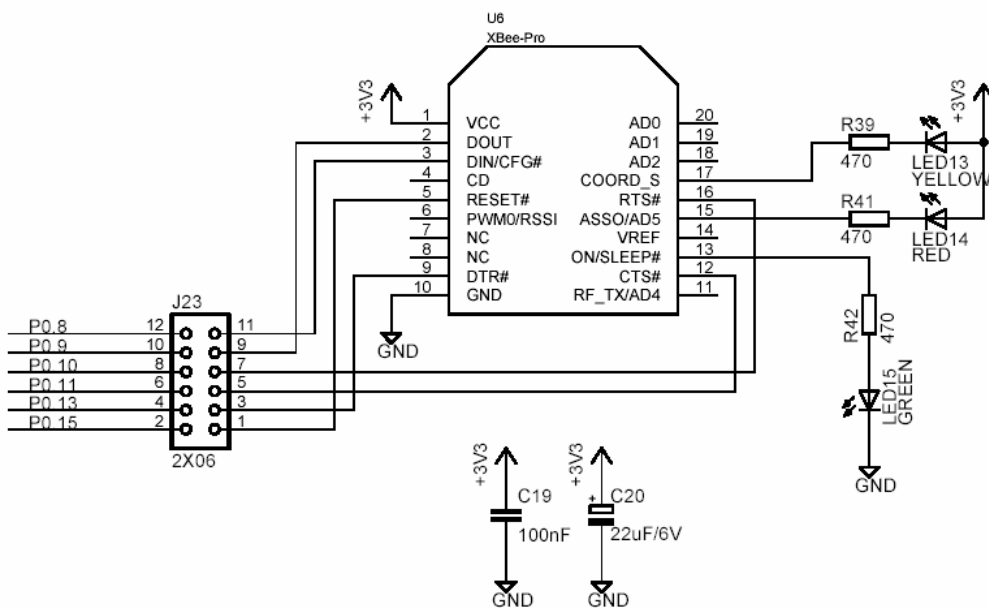 U6
XBee-Pro
+3V3
1 VCC AD0 20
2 DOUT AD1 19
3 DIN/CFG# AD2 18
4 CD COORD_S 17
5 RESET# RTS# 16
6 PWM0/RSSI ASSO/AD5 15
7 NC VREF 14
8 NC ON/SLEEP# 13
9 DTR# CTS# 12
10 GND RF_TX/AD4 11
GND
+3V3
R39
470
LED13
YELLOW
R41
470
LED14
RED
R42
470
LED15
GREEN
GND
J23
P0.8 12 11
P0.9 10 9
P0.10 8 7
P0.11 6 5
P0.13 4 3
P0.15 2 1
2X06
+3V3
C19
100nF
GND
+3V3
+
C20
22uF/6V
GND